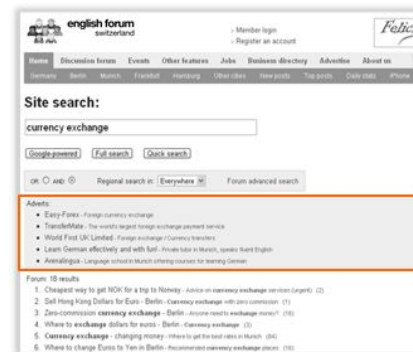 english forum
switzerland
› Member login
› Register an account
Felic
Home Discussion forum Events Other features Jobs Business directory Advertise About us
Germany Berlin Munich Frankfurt Hamburg Other cities New posts Top posts Daily stats iPhone
Site search:
currency exchange
Google-powered Full search Quick search
OR: AND: Regional search in: Everywhere Forum advanced search
Adverts:
• Easy-Forex - Foreign currency exchange
• TransferMate - The world's largest foreign exchange payment service
• World First UK Limited - Foreign exchange / Currency transfers
• Learn German effectively and with fun! - Private tutor in Munich, speaks fluent English
• Arenalingua - Language school in Munich offering courses for learning German
Forum: 18 results
1. Cheapest way to get NOK for a trip to Norway - Advice on currency exchange services (urgent) (2)
2. Sell Hong Kong Dollars for Euro - Berlin - Currency exchange with zero commission (1)
3. Zero-commission currency exchange - Berlin - Anyone need to exchange money? (18)
4. Where to exchange dollars for euros - Berlin - Currency exchange (3)
5. Currency exchange - changing money - Where to get the best rates in Munich (84)
6. Where to change Euros to Yen in Berlin - Recommended currency exchange places (10)